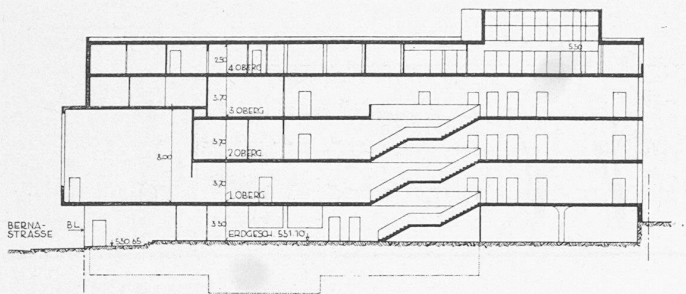 5.50
2.50
4.OBERG
3.70
3.OBERG
3.70
2.OBERG
8.00
3.70
1.OBERG
BERNA-
STRASSE
BL
530.65
3.50
ERDGESCH. 531.10